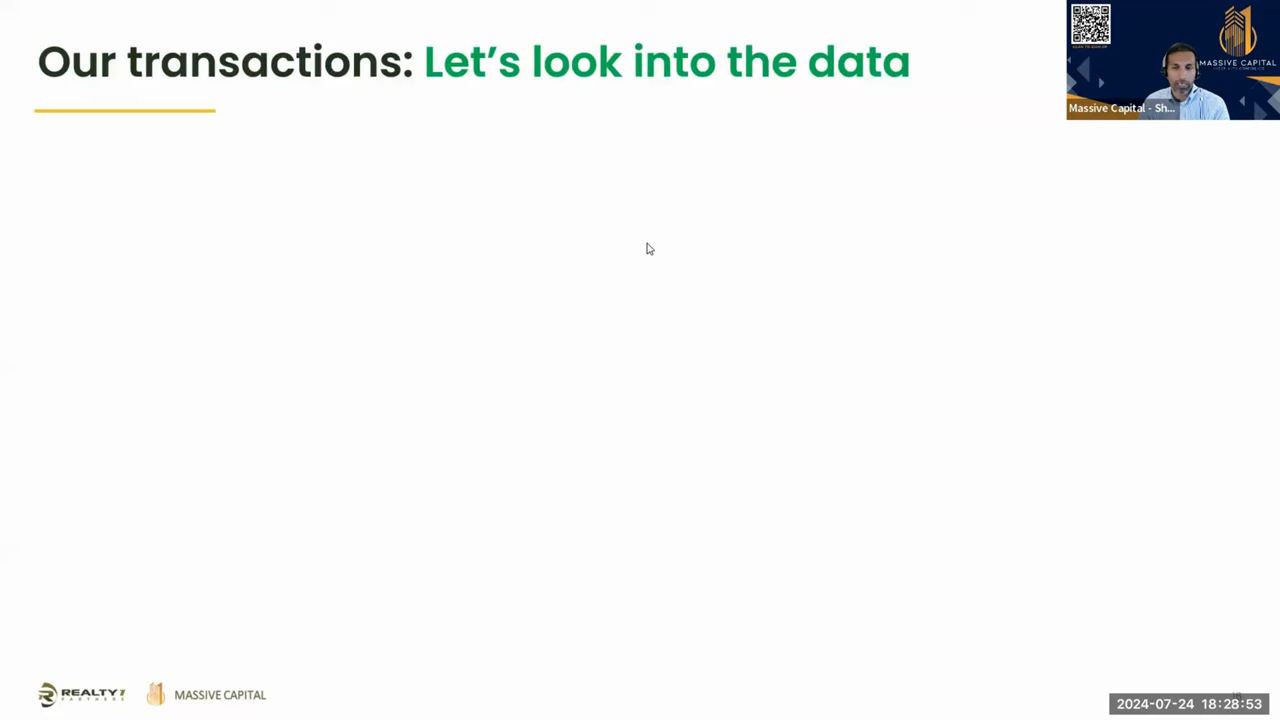 Our transactions: Let's look into the data
MASSIVE CAPITAL
Massive Capital - Sh...
REALTY
PARTNERS
MASSIVE CAPITAL
2024-07-24 18:28:53